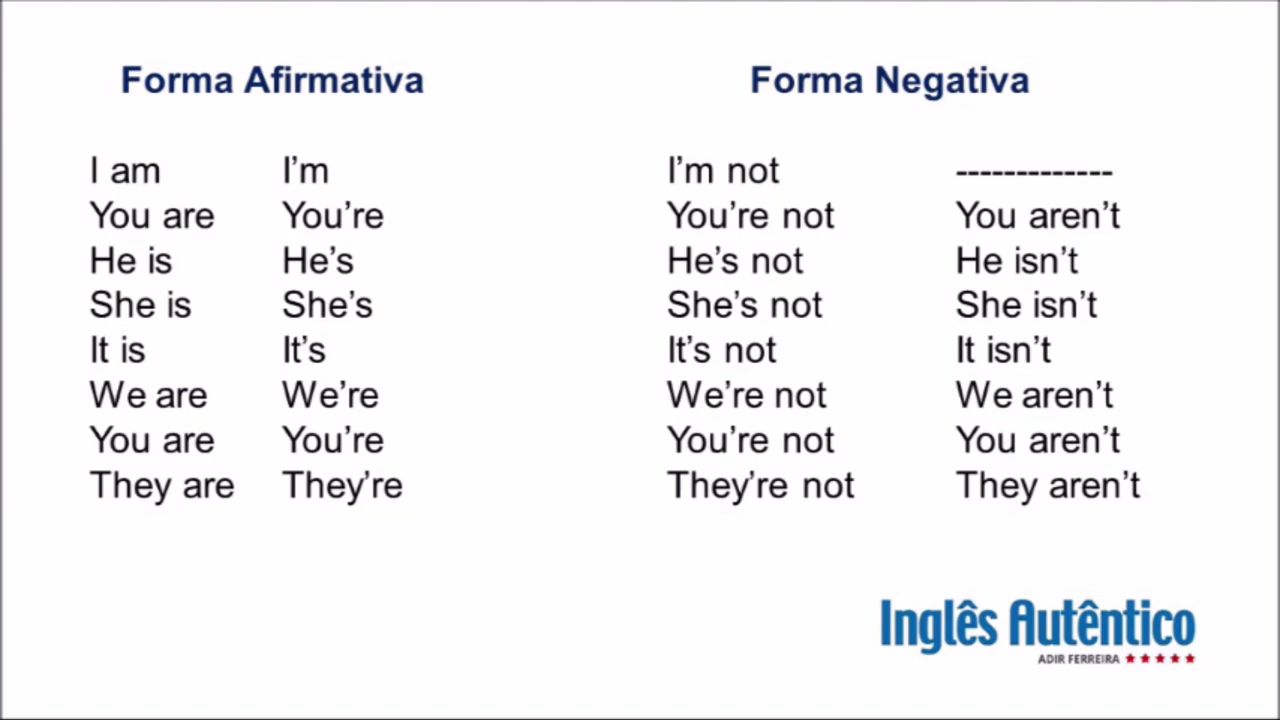 Forma Afirmativa Forma Negativa
I am I’m I’m not -------------
You are You’re You’re not You aren’t
He is He’s He’s not He isn’t
She is She’s She’s not She isn’t
It is It’s It’s not It isn’t
We are We’re We’re not We aren’t
You are You’re You’re not You aren’t
They are They’re They’re not They aren’t
Inglês Autêntico
ADIR FERREIRA ★★★★★